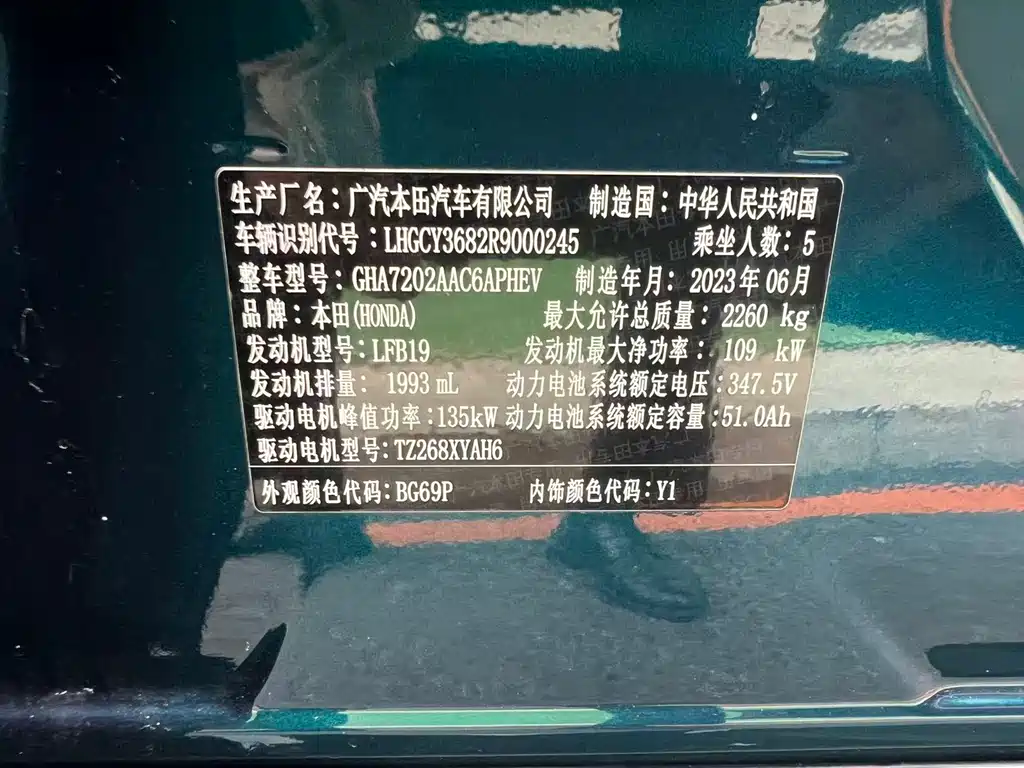 生产厂名：广汽本田汽车有限公司 制造国：中华人民共和国
车辆识别代号：LHGCY3682R9000245 乘坐人数：5
整车型号：GHA7202AAC6APHEV 制造年月：2023年06月
品牌：本田(HONDA) 最大允许总质量：2260 kg
发动机型号：LFB19 发动机最大净功率：109 kW
发动机排量：1993 mL 动力电池系统额定电压：347.5V
驱动电机峰值功率：135kW 动力电池系统额定容量：51.0Ah
驱动电机型号：TZ268XYAH6
外观颜色代码：BG69P 内饰颜色代码：Y1